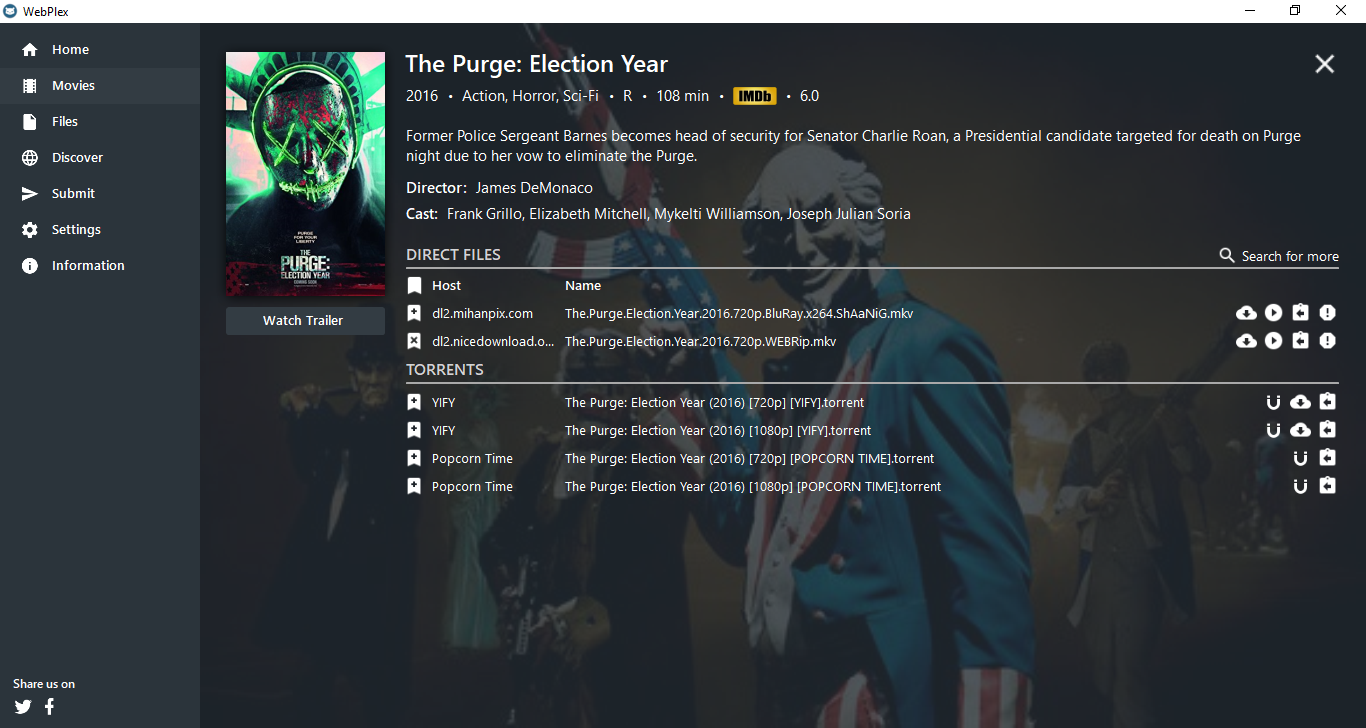 WebPlex
Home
Movies
Files
Discover
Submit
Settings
Information
Share us on
PURGE
FOR YOUR
LIBERTY
THE
PURGE:
ELECTION YEAR
COMING SOON
Watch Trailer
The Purge: Election Year
2016 • Action, Horror, Sci-Fi • R • 108 min • IMDb • 6.0
Former Police Sergeant Barnes becomes head of security for Senator Charlie Roan, a Presidential candidate targeted for death on Purge
night due to her vow to eliminate the Purge.
Director: James DeMonaco
Cast: Frank Grillo, Elizabeth Mitchell, Mykelti Williamson, Joseph Julian Soria
DIRECT FILES Search for more
Host Name
dl2.mihanpix.com The.Purge.Election.Year.2016.720p.BluRay.x264.ShAaNiG.mkv
dl2.nicedownload.o... The.Purge.Election.Year.2016.720p.WEBRip.mkv
TORRENTS
YIFY The Purge: Election Year (2016) [720p] [YIFY].torrent
YIFY The Purge: Election Year (2016) [1080p] [YIFY].torrent
Popcorn Time The Purge: Election Year (2016) [720p] [POPCORN TIME].torrent
Popcorn Time The Purge: Election Year (2016) [1080p] [POPCORN TIME].torrent